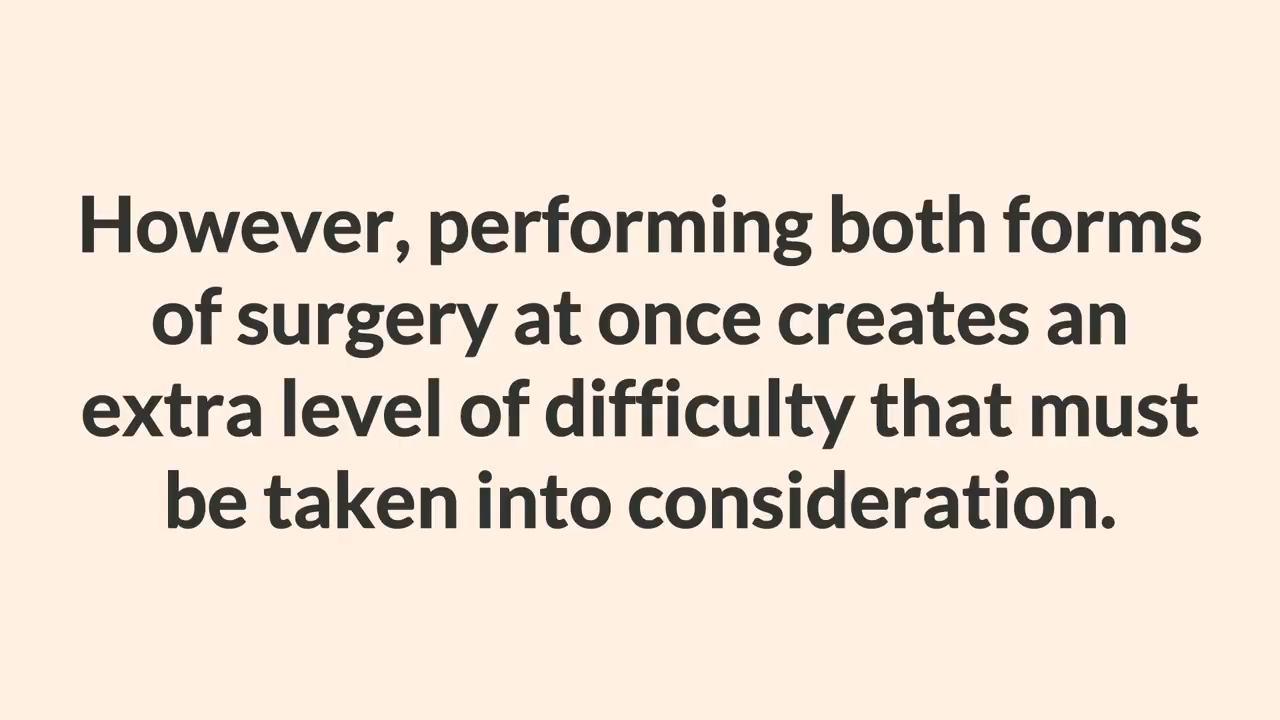 However, performing both forms
of surgery at once creates an
extra level of difficulty that must
be taken into consideration.